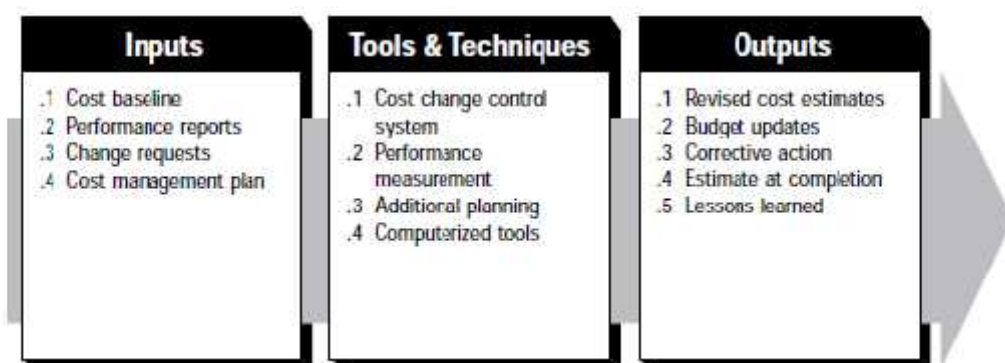 Inputs
.1 Cost baseline
.2 Performance reports
.3 Change requests
.4 Cost management plan
Tools & Techniques
.1 Cost change control
system
.2 Performance
measurement
.3 Additional planning
.4 Computerized tools
Outputs
.1 Revised cost estimates
.2 Budget updates
.3 Corrective action
.4 Estimate at completion
.5 Lessons learned